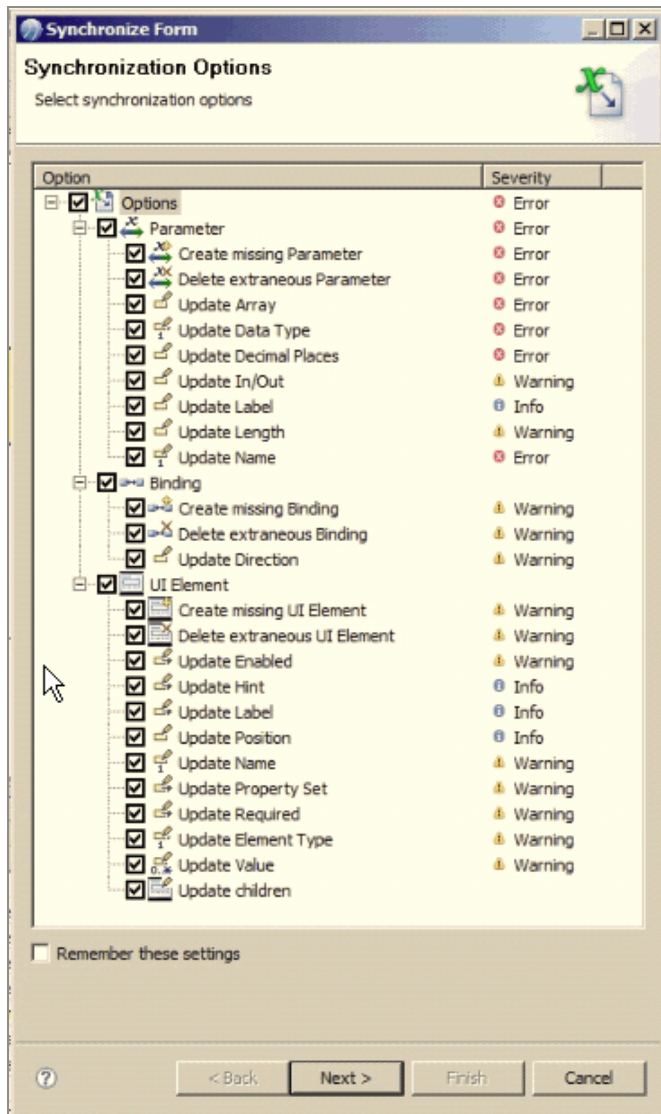 Synchronize Form
Synchronization Options
Select synchronization options
Option Severity
Options Error
Parameter Error
Create missing Parameter Error
Delete extraneous Parameter Error
Update Array Error
Update Data Type Error
Update Decimal Places Error
Update In/Out Warning
Update Label Info
Update Length Warning
Update Name Error
Binding
Create missing Binding Warning
Delete extraneous Binding Warning
Update Direction Warning
UI Element
Create missing UI Element Warning
Delete extraneous UI Element Warning
Update Enabled Warning
Update Hint Info
Update Label Info
Update Position Info
Update Name Warning
Update Property Set Warning
Update Required Warning
Update Element Type Warning
Update Value Warning
Update children
Remember these settings
< Back Next > Finish Cancel